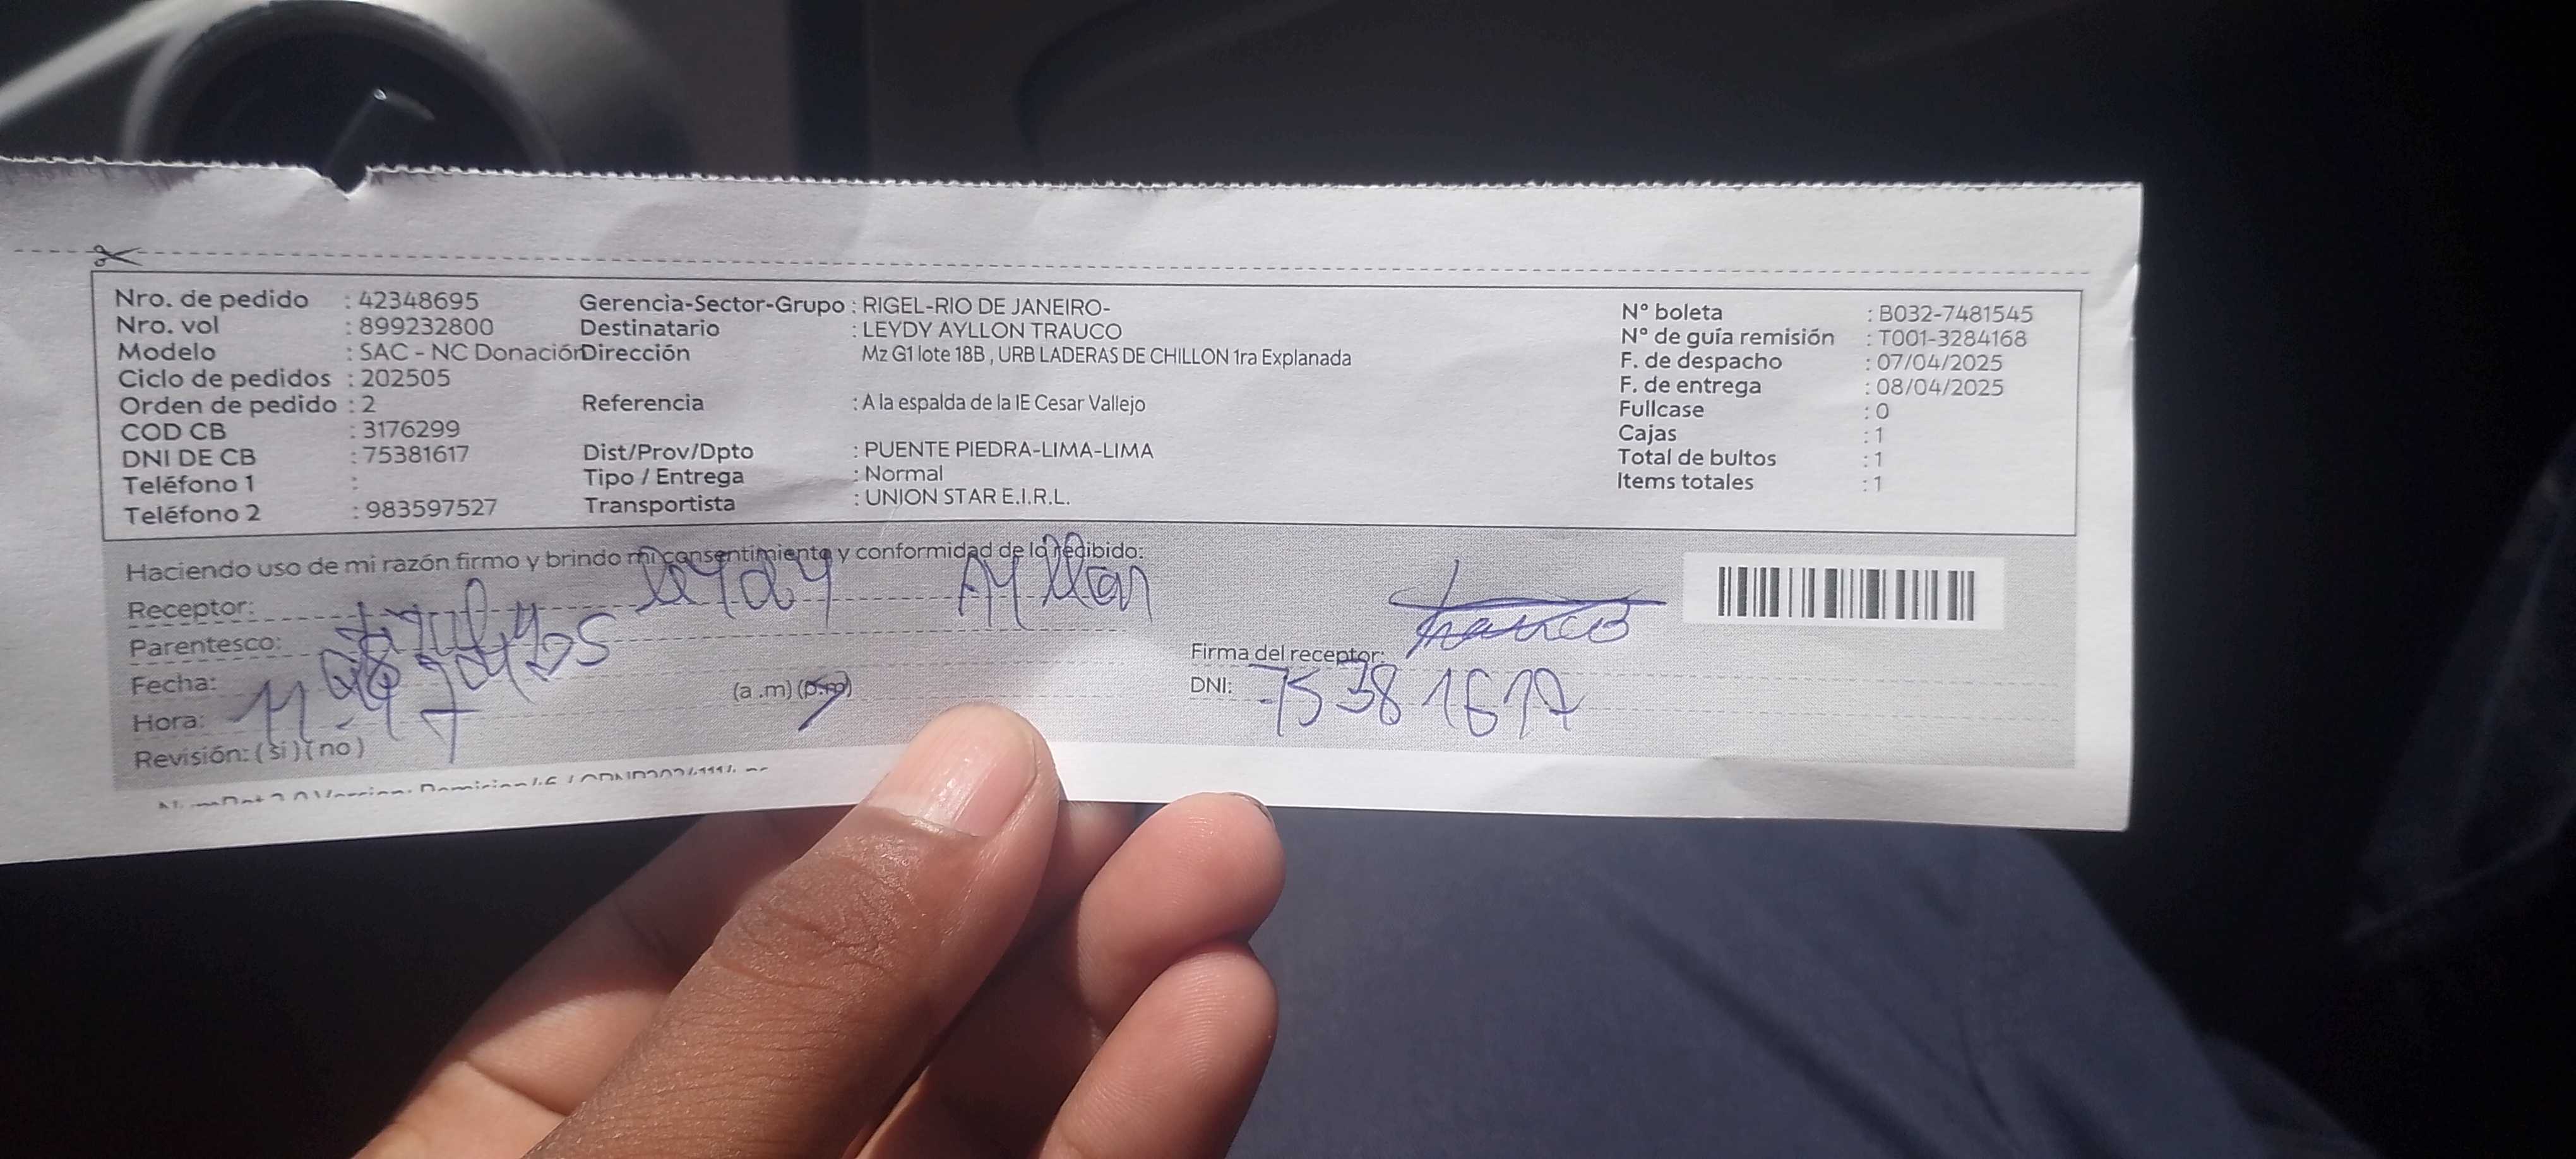 Nro. de pedido : 42348695
Nro. vol : 899232800
Modelo : SAC - NC Donación
Ciclo de pedidos : 202505
Orden de pedido : 2
COD CB : 3176299
DNI DE CB : 75381617
Teléfono 1 :
Teléfono 2 : 983597527
Gerencia-Sector-Grupo : RIGEL-RIO DE JANEIRO-
Destinatario : LEYDY AYLLON TRAUCO
Dirección Mz G1 lote 18B , URB LADERAS DE CHILLON 1ra Explanada
Referencia : A la espalda de la IE Cesar Vallejo
Dist/Prov/Dpto : PUENTE PIEDRA-LIMA-LIMA
Tipo / Entrega : Normal
Transportista : UNION STAR E.I.R.L.
N° boleta : B032-7481545
N° de guía remisión : T001-3284168
F. de despacho : 07/04/2025
F. de entrega : 08/04/2025
Fullcase : 0
Cajas : 1
Total de bultos : 1
Items totales : 1
Haciendo uso de mi razón firmo y brindo mi consentimiento y conformidad de lo recibido:
Receptor: leydy Ayllon
Parentesco:
Fecha:
Hora: 11:47 (a .m) (p.m)
Revisión: ( si ) ( no )
Firma del receptor: trauco
DNI: 75381617